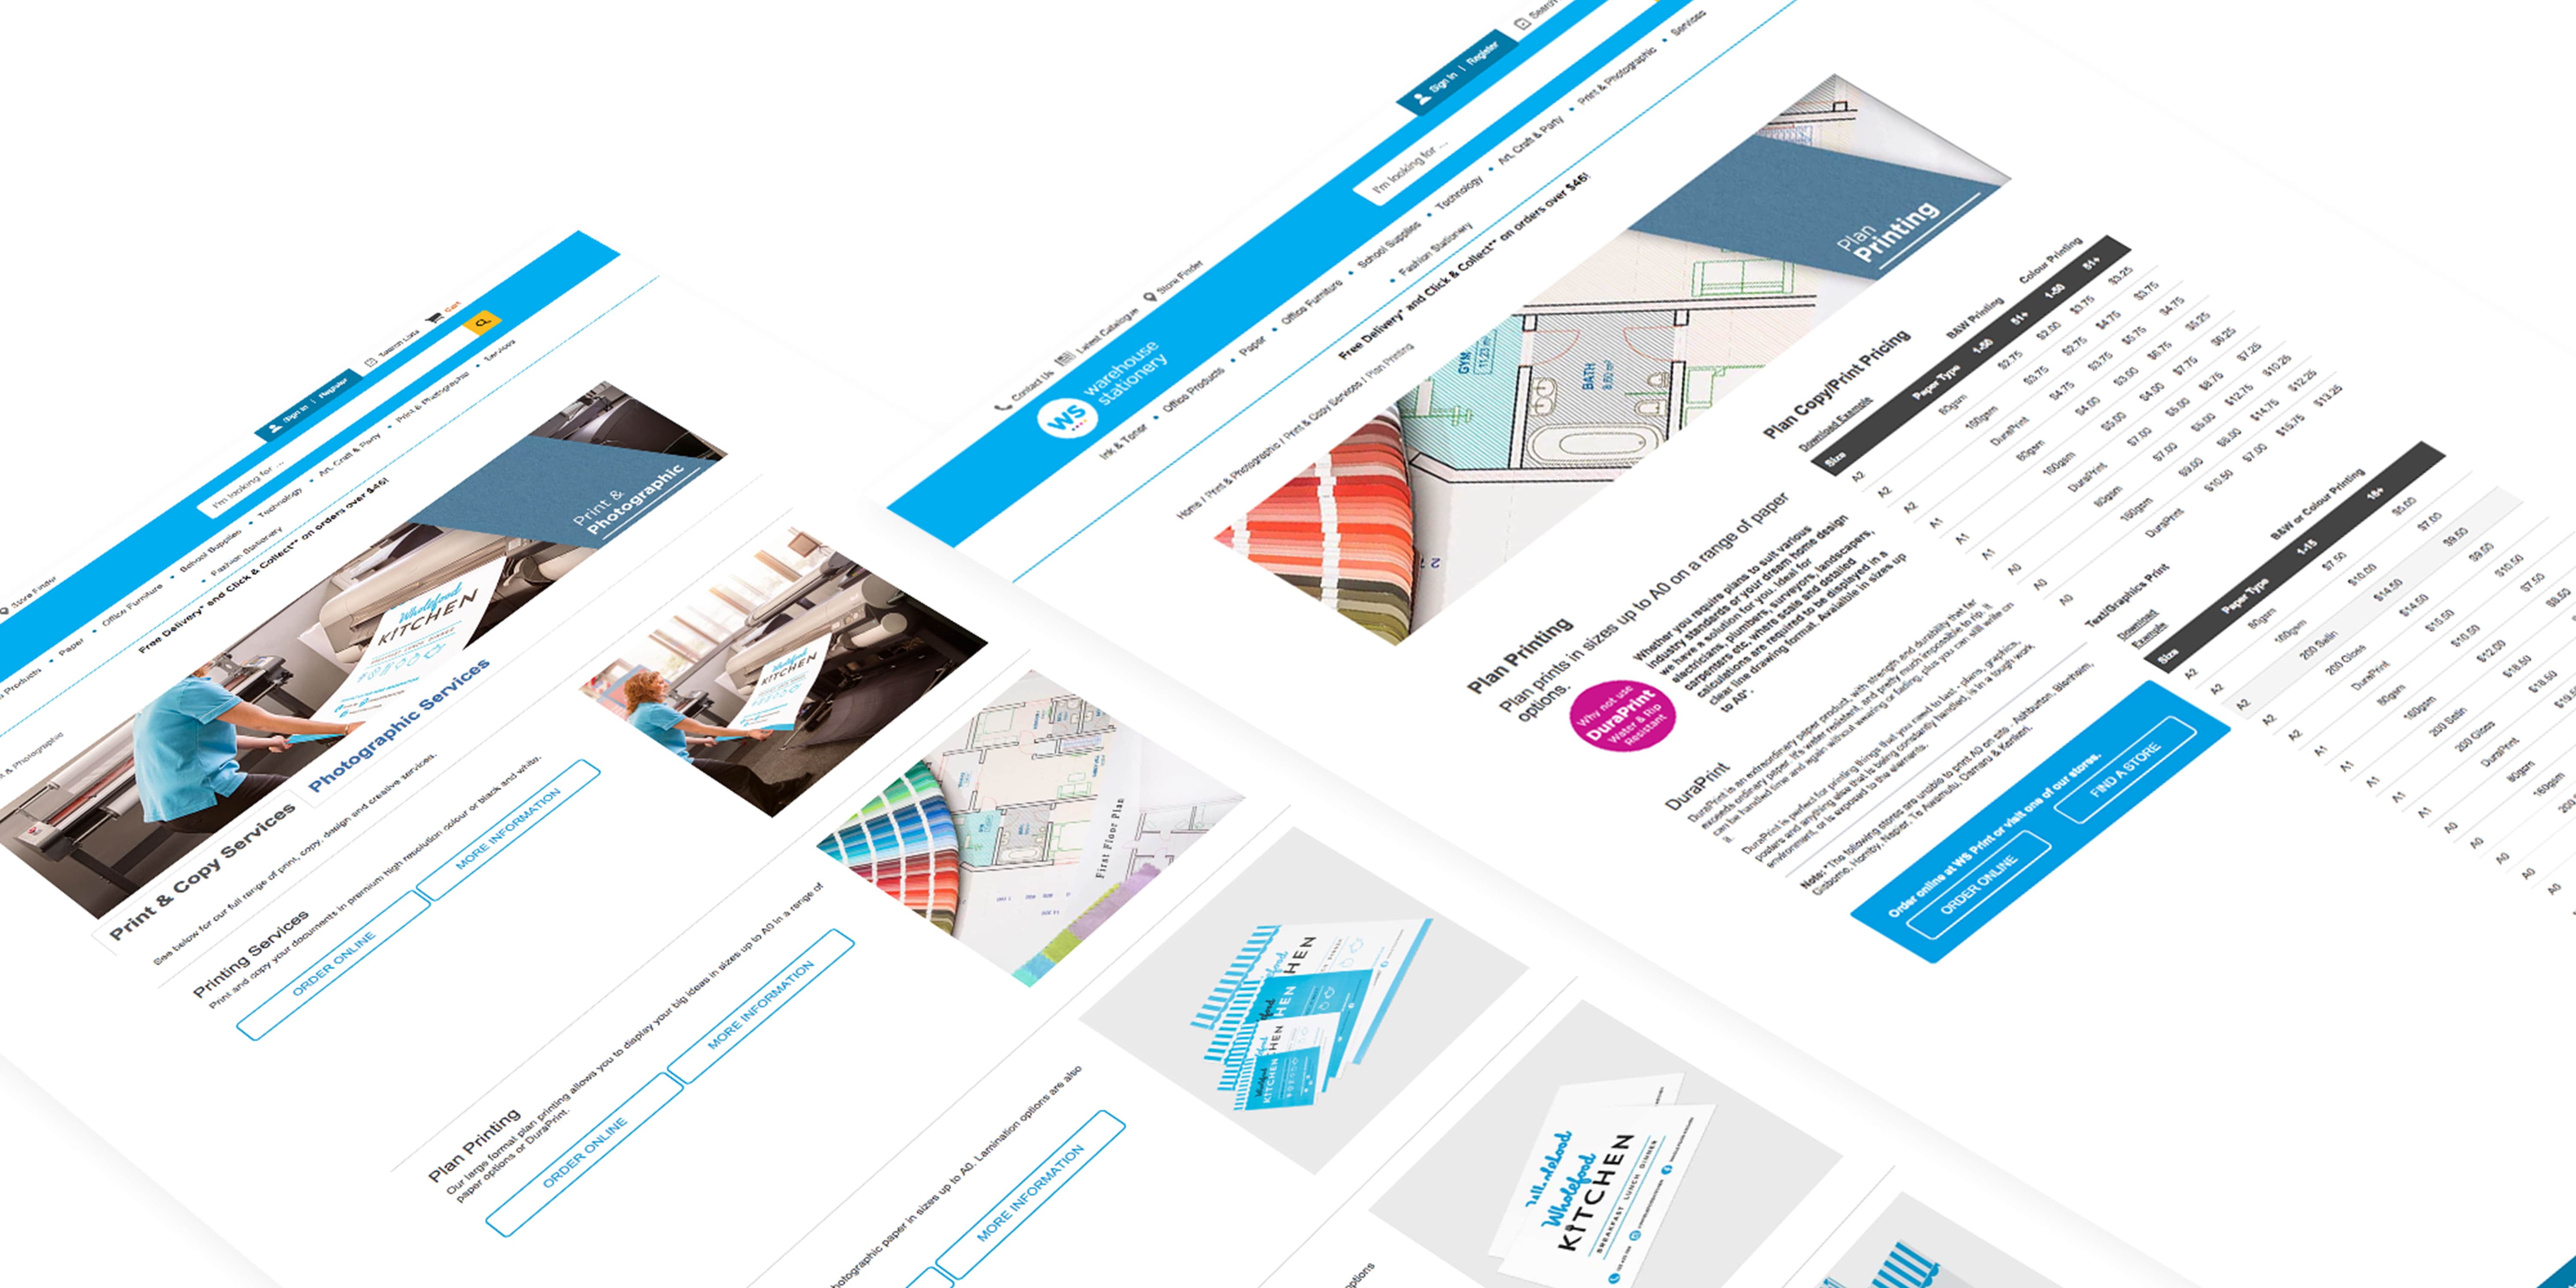 Store Finder
Sign In | Register
Cart
I'm looking for ...
Products • Paper • Office Furniture • School Supplies • Technology • Art, Craft & Party • Print & Photographic • Services
• Fashion Stationery
Free Delivery* and Click & Collect** on orders over $46!
& Photographic
Print &
Photographic
Wholefood
KITCHEN
Print & Copy Services
Photographic Services
See below for our full range of print, copy, design and creative services.
Printing Services
Print and copy your documents in premium high resolution colour or black and white.
ORDER ONLINE
MORE INFORMATION
Wholefood
KITCHEN
Plan Printing
Our large format plan printing allows you to display your big ideas in sizes up to A0 in a range of
paper options or DuraPrint.
ORDER ONLINE
MORE INFORMATION
First Floor Plan
photographic paper in sizes up to A0. Lamination options are also
MORE INFORMATION
KITCHEN
Wholefood
KITCHEN
BREAKFAST LUNCH DINNER
options
Contact Us
Latest Catalogue
Store Finder
Sign In | Register
Search
WS
warehouse
stationery
I'm looking for ...
Ink & Toner • Office Products • Paper • Office Furniture • School Supplies • Technology • Art, Craft & Party • Print & Photographic • Services
• Fashion Stationery
Free Delivery* and Click & Collect** on orders over $46!
Home / Print & Photographic / Print & Copy Services / Plan Printing
Plan
Printing
GYM
11.23 m²
BATH
Plan Printing
Plan prints in sizes up to A0 on a range of paper
options.
Why not use
DuraPrint
Water & Rip
Resistant
Whether you require plans to suit various
industry standards or your dream home design
we have a solution for you. Ideal for
electricians, plumbers, surveyors, landscapers,
carpenters etc, where scale and detailed
calculations are required to be displayed in a
clear line drawing format. Available in sizes up
to A0*.
DuraPrint
DuraPrint is an extraordinary paper product, with strength and durability that far
exceeds ordinary paper. It's water resistent, and pretty much impossible to rip. It
can be handled time and again without wearing or fading, plus you can still write on
it.
DuraPrint is perfect for printing things that you need to last - plans, graphics,
posters and anything else that is being constantly handled, is in a tough work
environment, or is exposed to the elements.
Note: *The following stores are unable to print A0 on site - Ashburton, Blenheim,
Gisborne, Hornby, Napier, Te Awamutu, Oamaru & Kerikeri.
Order online at WS Print or visit one of our stores.
ORDER ONLINE
FIND A STORE
Plan Copy/Print Pricing
Download Example
B&W Printing
Colour Printing
Size Paper Type 1-50 51+ 1-50 51+
A2 80gsm $2.75 $2.00 $3.75 $3.25
A2 160gsm $3.75 $2.75 $4.75 $3.75
A2 DuraPrint $4.75 $3.75 $5.75 $4.75
A1 80gsm $4.00 $3.00 $6.75 $5.25
A1 160gsm $5.00 $4.00 $7.75 $6.25
A1 DuraPrint $7.00 $5.00 $8.75 $7.25
A0 80gsm $7.00 $5.00 $12.75 $10.25
A0 160gsm $9.00 $6.00 $14.75 $12.25
A0 DuraPrint $10.50 $7.00 $15.75 $13.25
Text/Graphics Print
Download
Example
B&W or Colour Printing
Size Paper Type 1-15 16+
A2 80gsm $7.50 $5.00
A2 160gsm $10.00 $7.00
A2 200 Satin $14.50 $9.50
A2 200 Gloss $14.50 $9.50
A2 DuraPrint $15.50 $10.50
A1 80gsm $10.50 $7.50
A1 160gsm $12.00
A1 200 Satin $18.50
A1 200 Gloss $18.50
A1 DuraPrint
A0 80gsm
A0 160gsm
A0
A0
A0